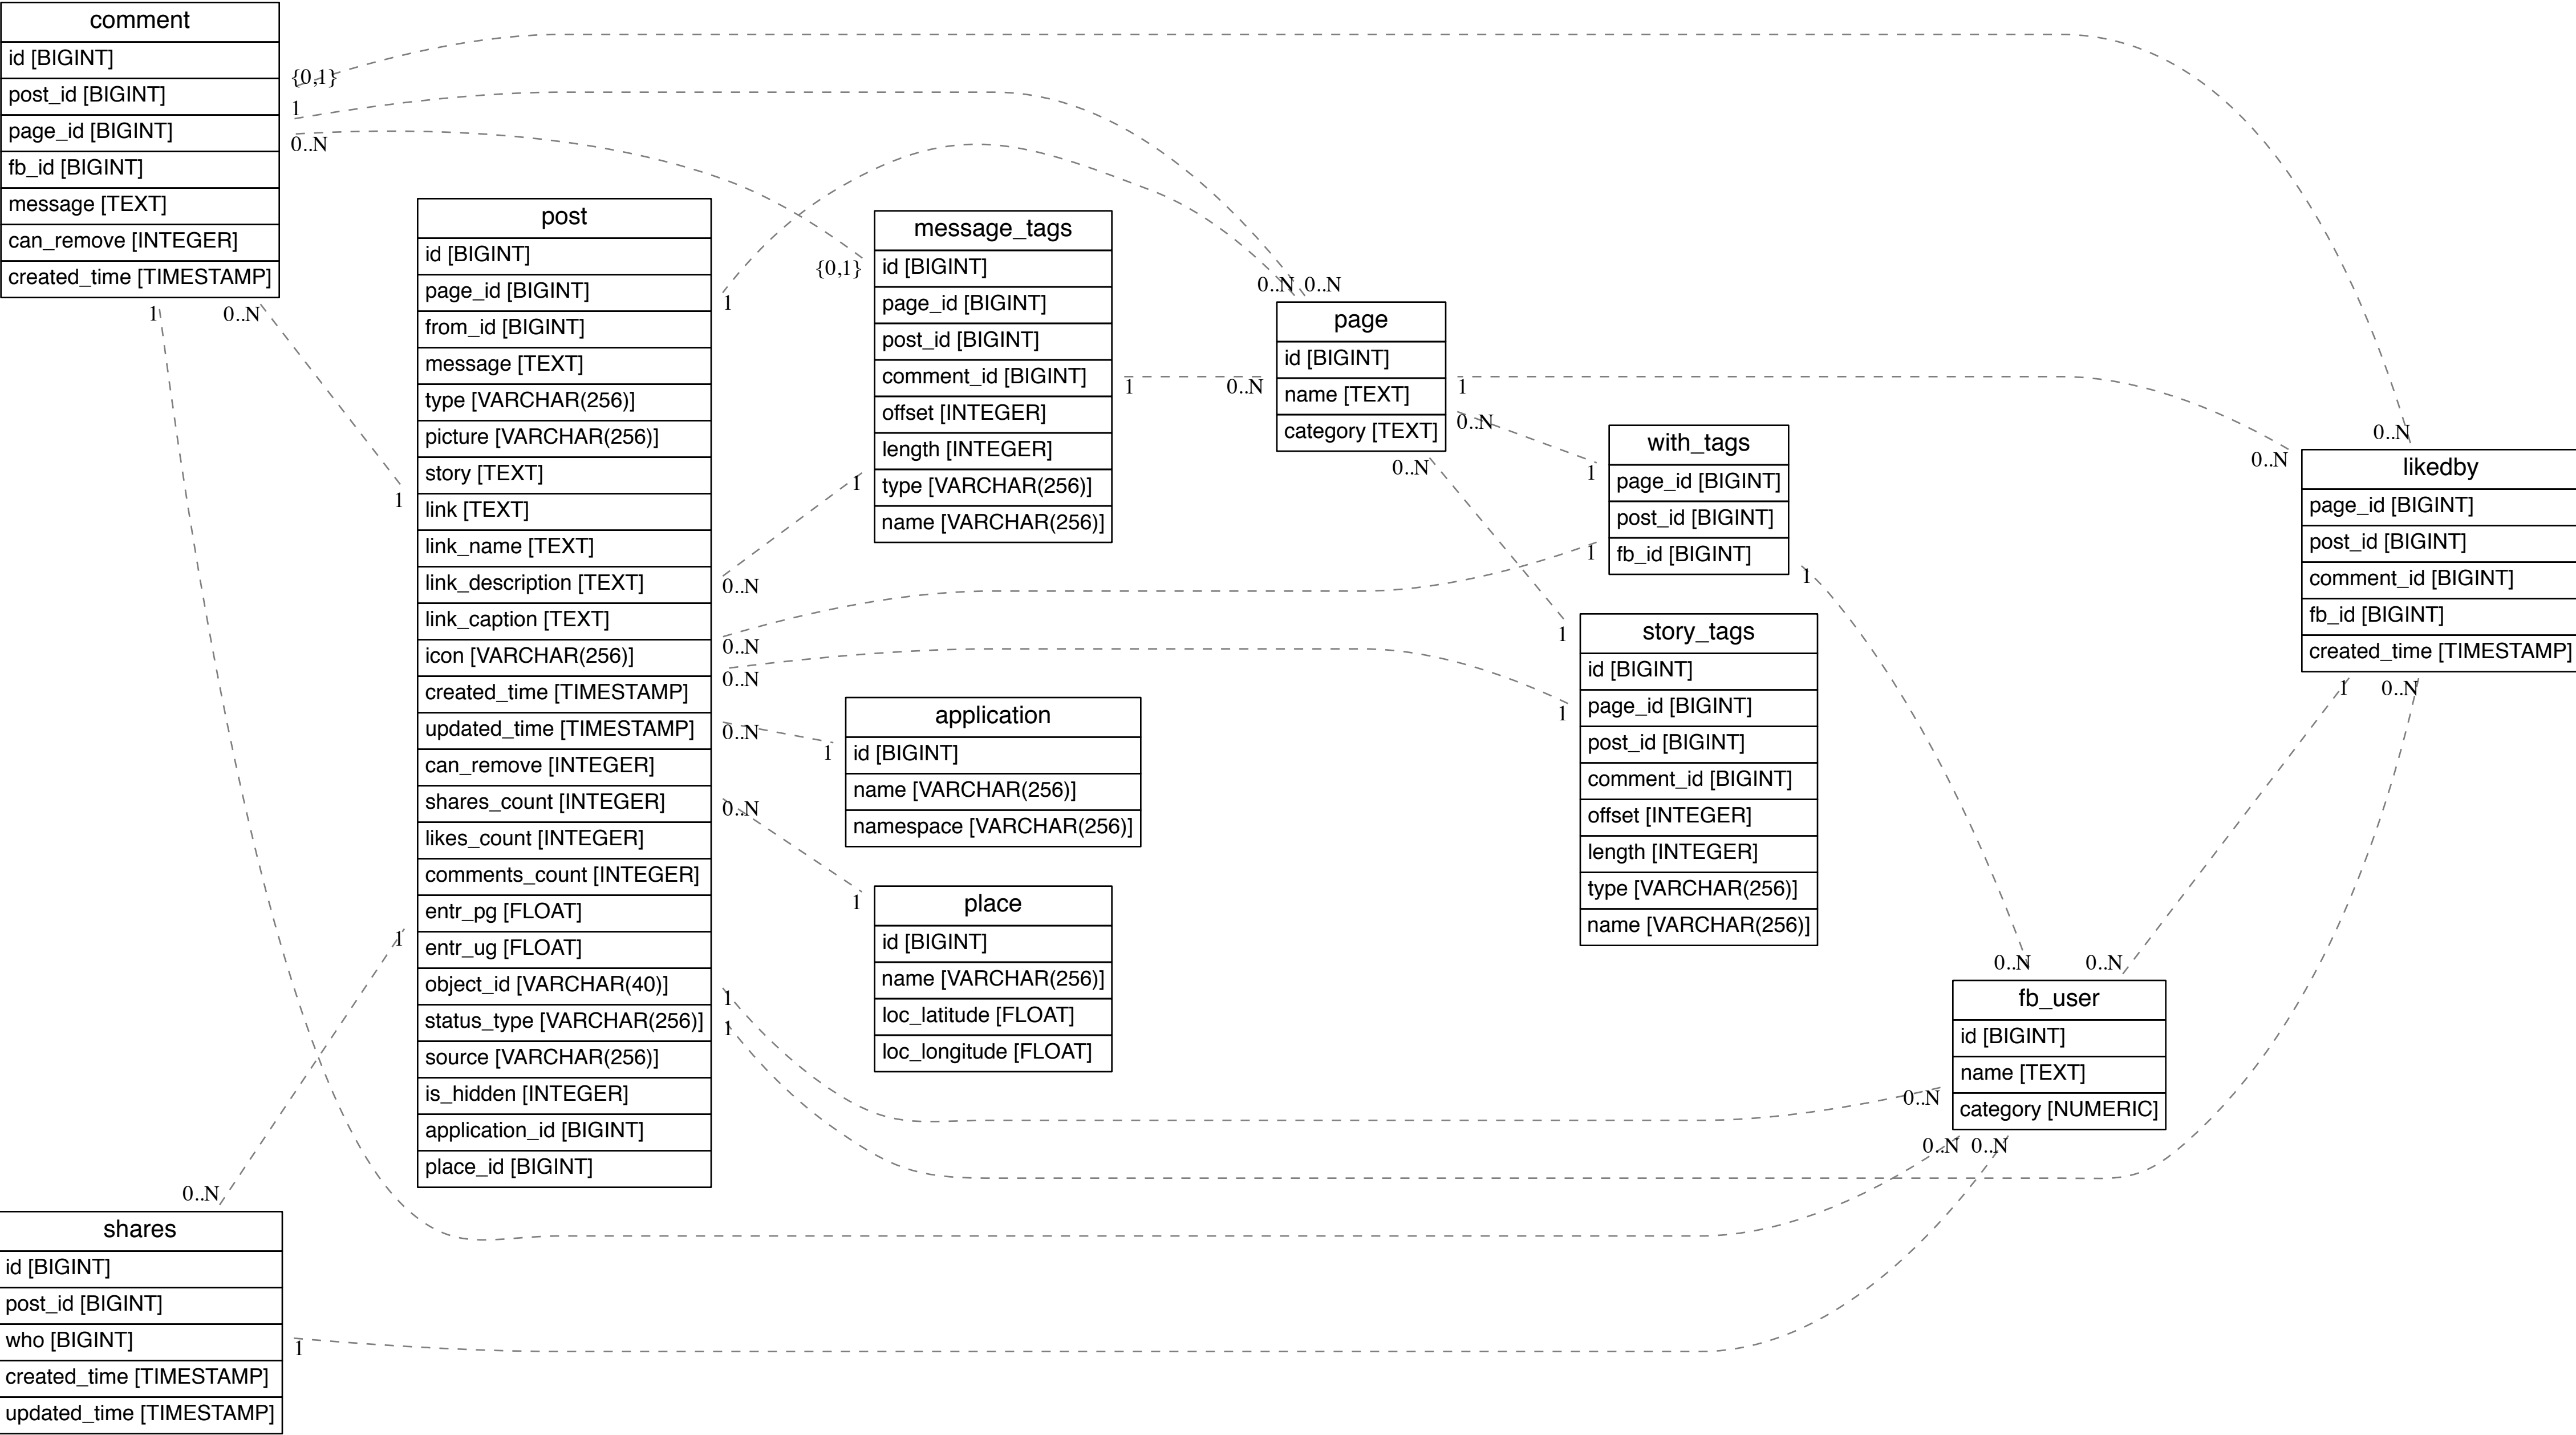 comment
id [BIGINT]
post_id [BIGINT]
page_id [BIGINT]
fb_id [BIGINT]
message [TEXT]
can_remove [INTEGER]
created_time [TIMESTAMP]
{0,1}
1
0..N
1
0..N
post
id [BIGINT]
page_id [BIGINT]
from_id [BIGINT]
message [TEXT]
type [VARCHAR(256)]
picture [VARCHAR(256)]
story [TEXT]
link [TEXT]
link_name [TEXT]
link_description [TEXT]
link_caption [TEXT]
icon [VARCHAR(256)]
created_time [TIMESTAMP]
updated_time [TIMESTAMP]
can_remove [INTEGER]
shares_count [INTEGER]
likes_count [INTEGER]
comments_count [INTEGER]
entr_pg [FLOAT]
entr_ug [FLOAT]
object_id [VARCHAR(40)]
status_type [VARCHAR(256)]
source [VARCHAR(256)]
is_hidden [INTEGER]
application_id [BIGINT]
place_id [BIGINT]
1
1
1
0..N
0..N
0..N
0..N
0..N
1
1
message_tags
id [BIGINT]
page_id [BIGINT]
post_id [BIGINT]
comment_id [BIGINT]
offset [INTEGER]
length [INTEGER]
type [VARCHAR(256)]
name [VARCHAR(256)]
{0,1}
1
1
0..N
0..N
0..N
page
id [BIGINT]
name [TEXT]
category [TEXT]
1
0..N
0..N
with_tags
page_id [BIGINT]
post_id [BIGINT]
fb_id [BIGINT]
1
1
1
story_tags
id [BIGINT]
page_id [BIGINT]
post_id [BIGINT]
comment_id [BIGINT]
offset [INTEGER]
length [INTEGER]
type [VARCHAR(256)]
name [VARCHAR(256)]
1
1
likedby
page_id [BIGINT]
post_id [BIGINT]
comment_id [BIGINT]
fb_id [BIGINT]
created_time [TIMESTAMP]
0..N
0..N
1
0..N
application
id [BIGINT]
name [VARCHAR(256)]
namespace [VARCHAR(256)]
1
place
id [BIGINT]
name [VARCHAR(256)]
loc_latitude [FLOAT]
loc_longitude [FLOAT]
1
fb_user
id [BIGINT]
name [TEXT]
category [NUMERIC]
0..N
0..N
0..N
0..N
0..N
shares
id [BIGINT]
post_id [BIGINT]
who [BIGINT]
created_time [TIMESTAMP]
updated_time [TIMESTAMP]
0..N
1